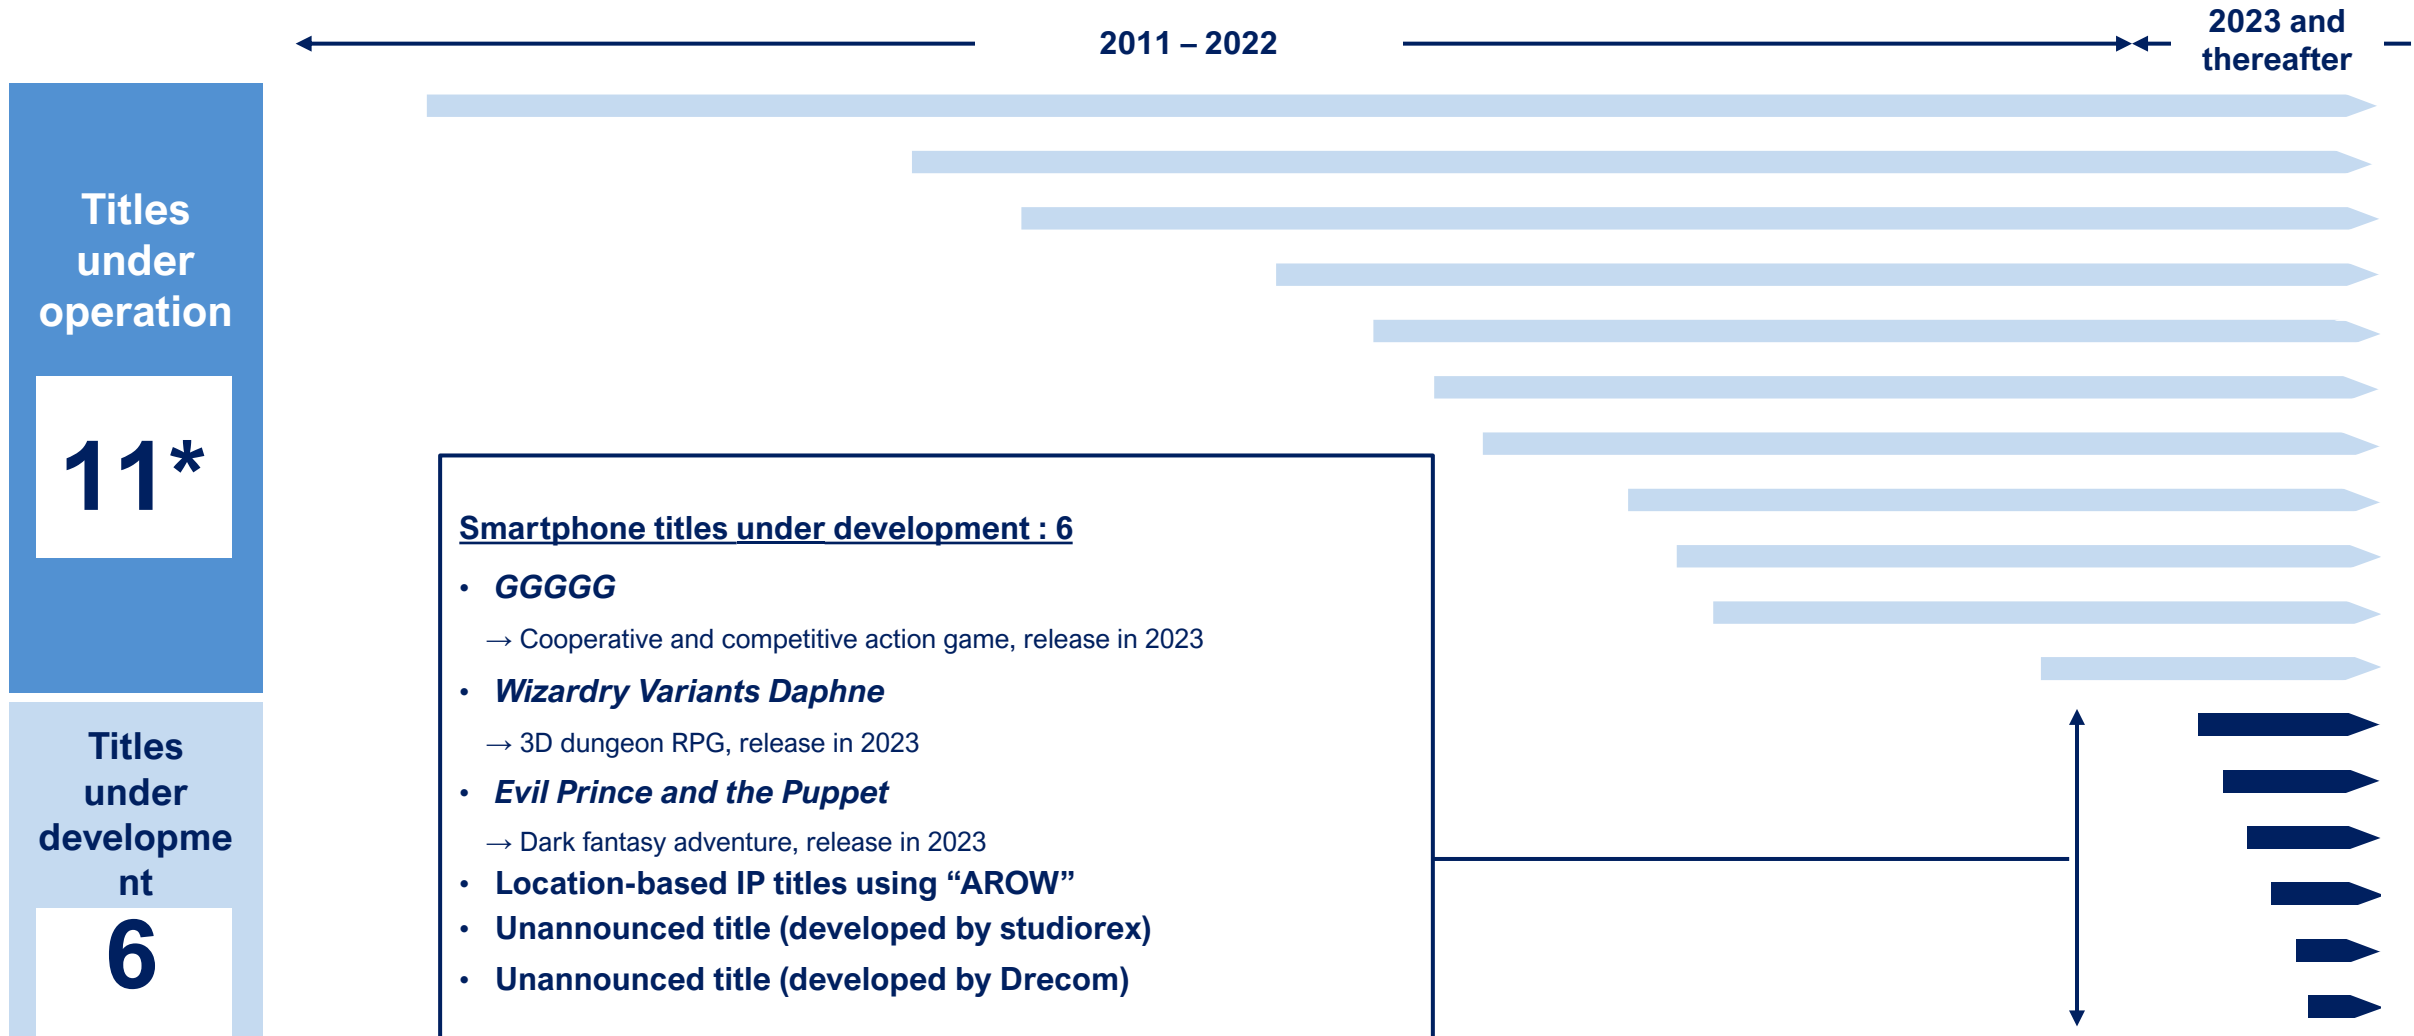 2011 – 2022
2023 and
thereafter
Titles
under
operation
11*
Smartphone titles under development : 6
• GGGGG
→ Cooperative and competitive action game, release in 2023
• Wizardry Variants Daphne
→ 3D dungeon RPG, release in 2023
• Evil Prince and the Puppet
→ Dark fantasy adventure, release in 2023
• Location-based IP titles using “AROW”
• Unannounced title (developed by studiorex)
• Unannounced title (developed by Drecom)
Titles
under
developme
nt
6